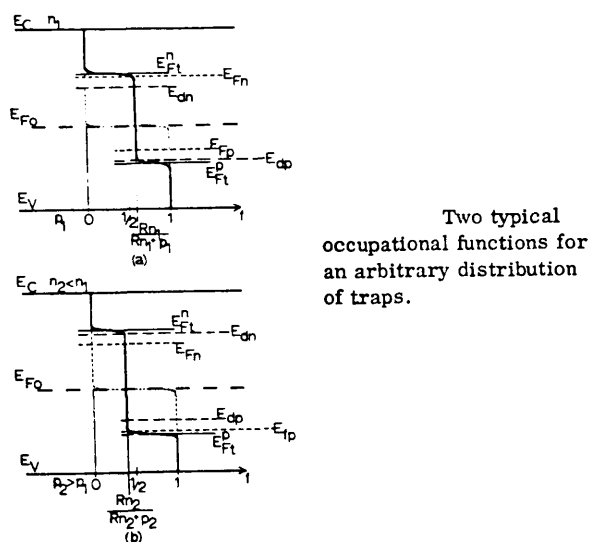 E_C n_1
E_Ft^n
E_Fn
E_dn
E_Fo
E_Fp
E_dp
E_Ft^p
E_V
p_1 0 1/2 1 f
Rn_1
Rn_1+p_1
(a)
E_C n_2<n_1
E_Ft^n
E_dn
E_Fn
E_Fo
E_dp
E_fp
E_Ft^p
E_V
p_2>p_1 0 1/2 1 f
Rn_2
Rn_2+p_2
(b)
Two typical
occupational functions for
an arbitrary distribution
of traps.